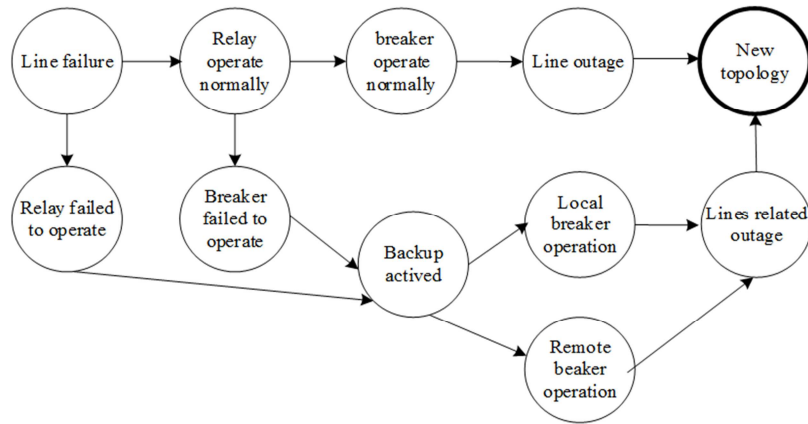 Line failure
Relay
operate
normally
breaker
operate
normally
Line outage
New
topology
Relay failed
to operate
Breaker
failed to
operate
Backup
actived
Local
breaker
operation
Lines related
outage
Remote
beaker
operation